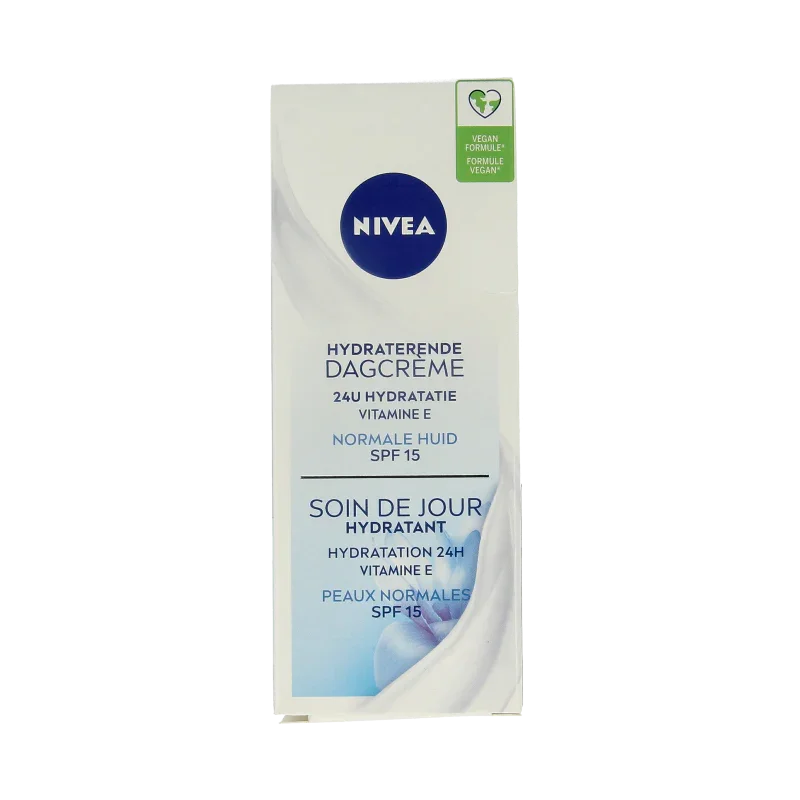 VEGAN
FORMULE*
FORMULE
VEGAN*
NIVEA
HYDRATERENDE
DAGCRÈME
24U HYDRATATIE
VITAMINE E
NORMALE HUID
SPF 15
SOIN DE JOUR
HYDRATANT
HYDRATATION 24H
VITAMINE E
PEAUX NORMALES
SPF 15